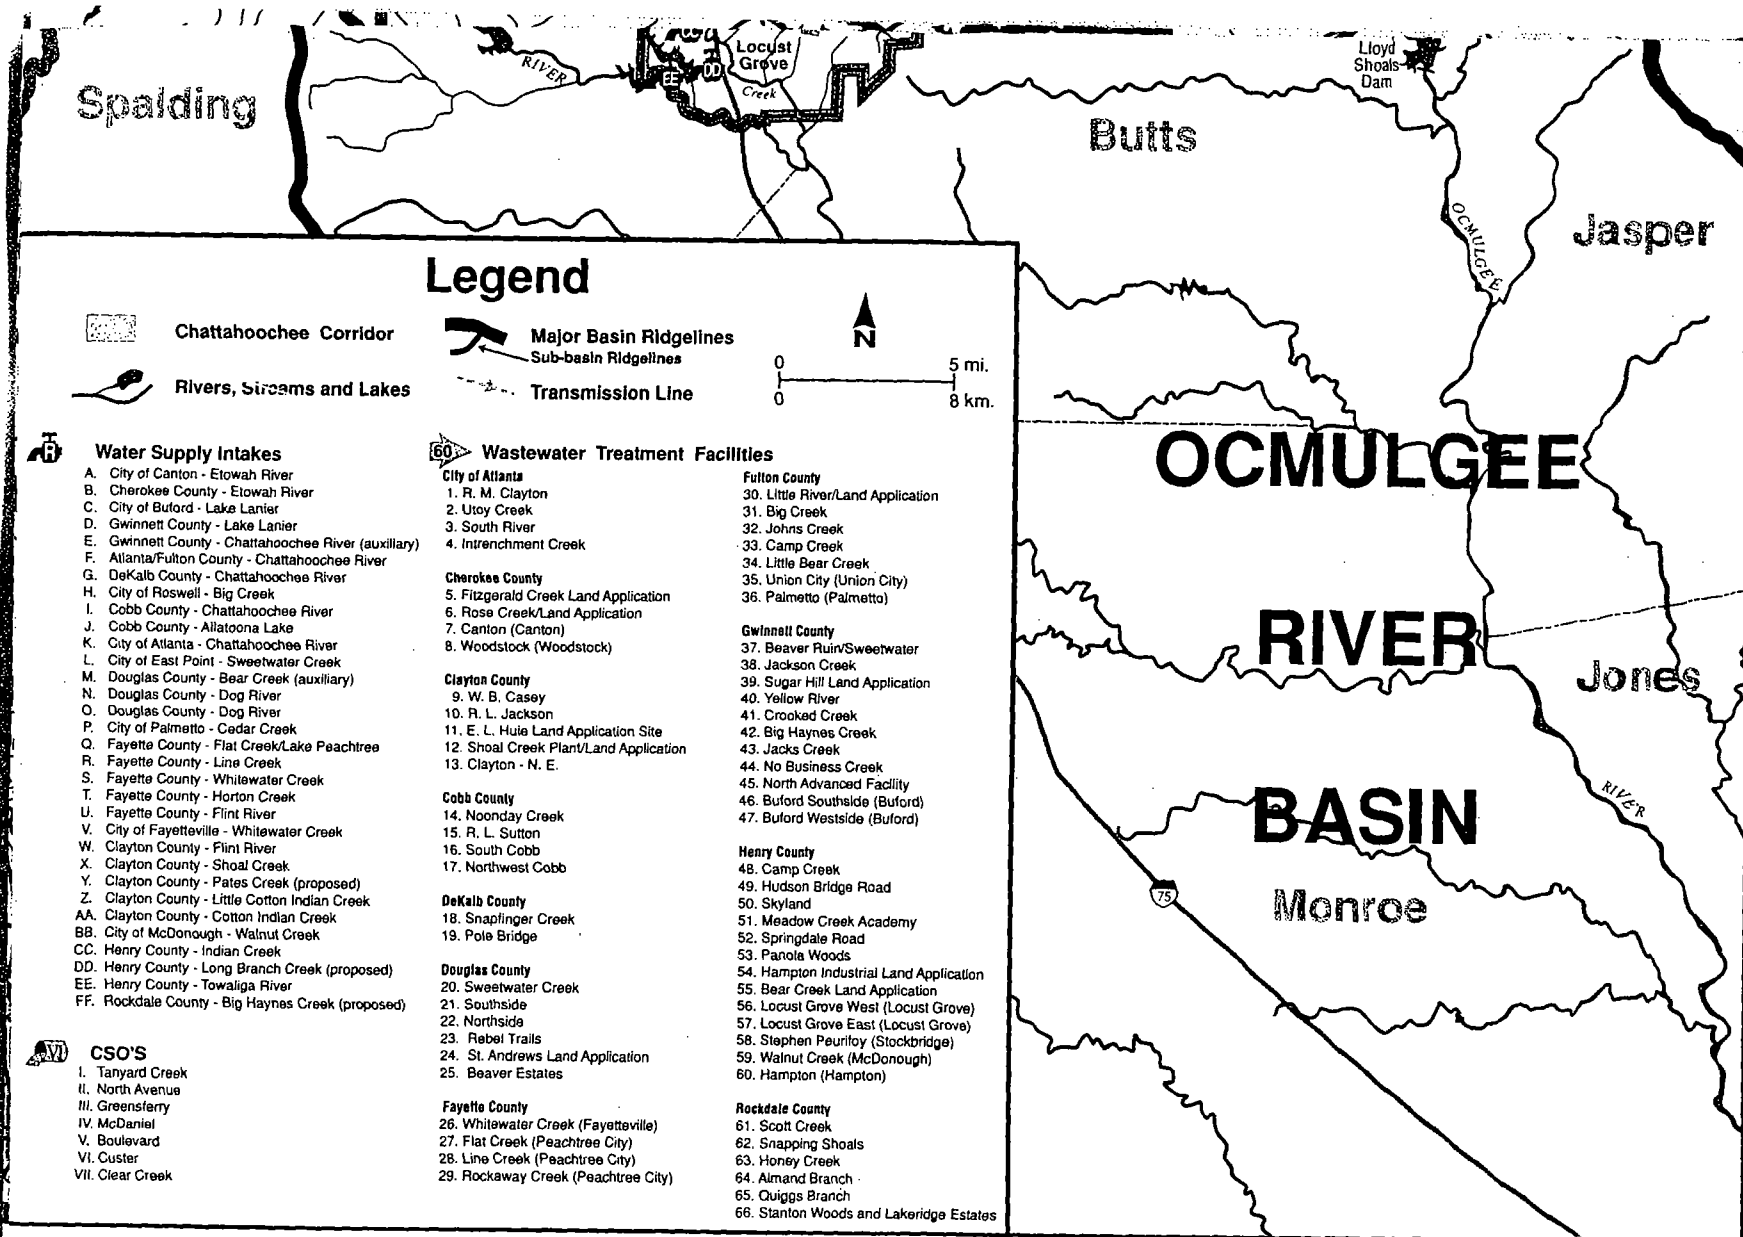 Locust
Grove
RIVER
EE
DD
Creek
Lloyd
Shoals
Dam
Spalding
Butts
Jasper
OCMULGEE
Legend
Chattahoochee Corridor
Major Basin Ridgelines
Sub-basin Ridgelines
N
0 5 mi.
0 8 km.
Rivers, Streams and Lakes
Transmission Line
R
Water Supply Intakes
A. City of Canton - Etowah River
B. Cherokee County - Etowah River
C. City of Buford - Lake Lanier
D. Gwinnett County - Lake Lanier
E. Gwinnett County - Chattahoochee River (auxiliary)
F. Atlanta/Fulton County - Chattahoochee River
G. DeKalb County - Chattahoochee River
H. City of Roswell - Big Creek
I. Cobb County - Chattahoochee River
J. Cobb County - Allatoona Lake
K. City of Atlanta - Chattahoochee River
L. City of East Point - Sweetwater Creek
M. Douglas County - Bear Creek (auxiliary)
N. Douglas County - Dog River
O. Douglas County - Dog River
P. City of Palmetto - Cedar Creek
Q. Fayette County - Flat Creek/Lake Peachtree
R. Fayette County - Line Creek
S. Fayette County - Whitewater Creek
T. Fayette County - Horton Creek
U. Fayette County - Flint River
V. City of Fayetteville - Whitewater Creek
W. Clayton County - Flint River
X. Clayton County - Shoal Creek
Y. Clayton County - Pates Creek (proposed)
Z. Clayton County - Little Cotton Indian Creek
AA. Clayton County - Cotton Indian Creek
BB. City of McDonough - Walnut Creek
CC. Henry County - Indian Creek
DD. Henry County - Long Branch Creek (proposed)
EE. Henry County - Towaliga River
FF. Rockdale County - Big Haynes Creek (proposed)
VI
CSO'S
I. Tanyard Creek
II. North Avenue
III. Greensferry
IV. McDaniel
V. Boulevard
VI. Custer
VII. Clear Creek
60
Wastewater Treatment Facilities
City of Atlanta
1. R. M. Clayton
2. Utoy Creek
3. South River
4. Intrenchment Creek
Cherokee County
5. Fitzgerald Creek Land Application
6. Rose Creek/Land Application
7. Canton (Canton)
8. Woodstock (Woodstock)
Clayton County
9. W. B. Casey
10. R. L. Jackson
11. E. L. Huie Land Application Site
12. Shoal Creek Plant/Land Application
13. Clayton - N. E.
Cobb County
14. Noonday Creek
15. R. L. Sutton
16. South Cobb
17. Northwest Cobb
DeKalb County
18. Snapfinger Creek
19. Pole Bridge
Douglas County
20. Sweetwater Creek
21. Southside
22. Northside
23. Rebel Trails
24. St. Andrews Land Application
25. Beaver Estates
Fayette County
26. Whitewater Creek (Fayetteville)
27. Flat Creek (Peachtree City)
28. Line Creek (Peachtree City)
29. Rockaway Creek (Peachtree City)
Fulton County
30. Little River/Land Application
31. Big Creek
32. Johns Creek
33. Camp Creek
34. Little Bear Creek
35. Union City (Union City)
36. Palmetto (Palmetto)
Gwinnett County
37. Beaver Ruin/Sweetwater
38. Jackson Creek
39. Sugar Hill Land Application
40. Yellow River
41. Crooked Creek
42. Big Haynes Creek
43. Jacks Creek
44. No Business Creek
45. North Advanced Facility
46. Buford Southside (Buford)
47. Buford Westside (Buford)
Henry County
48. Camp Creek
49. Hudson Bridge Road
50. Skyland
51. Meadow Creek Academy
52. Springdale Road
53. Panola Woods
54. Hampton Industrial Land Application
55. Bear Creek Land Application
56. Locust Grove West (Locust Grove)
57. Locust Grove East (Locust Grove)
58. Stephen Peurifoy (Stockbridge)
59. Walnut Creek (McDonough)
60. Hampton (Hampton)
Rockdale County
61. Scott Creek
62. Snapping Shoals
63. Honey Creek
64. Almand Branch
65. Quiggs Branch
66. Stanton Woods and Lakeridge Estates
OCMULGEE
RIVER
BASIN
Jones
RIVER
75
Monroe